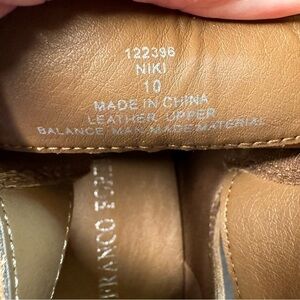 122396
NIKI
10
MADE IN CHINA
LEATHER UPPER
BALANCE MAN MADE MATERIAL
FRANCO